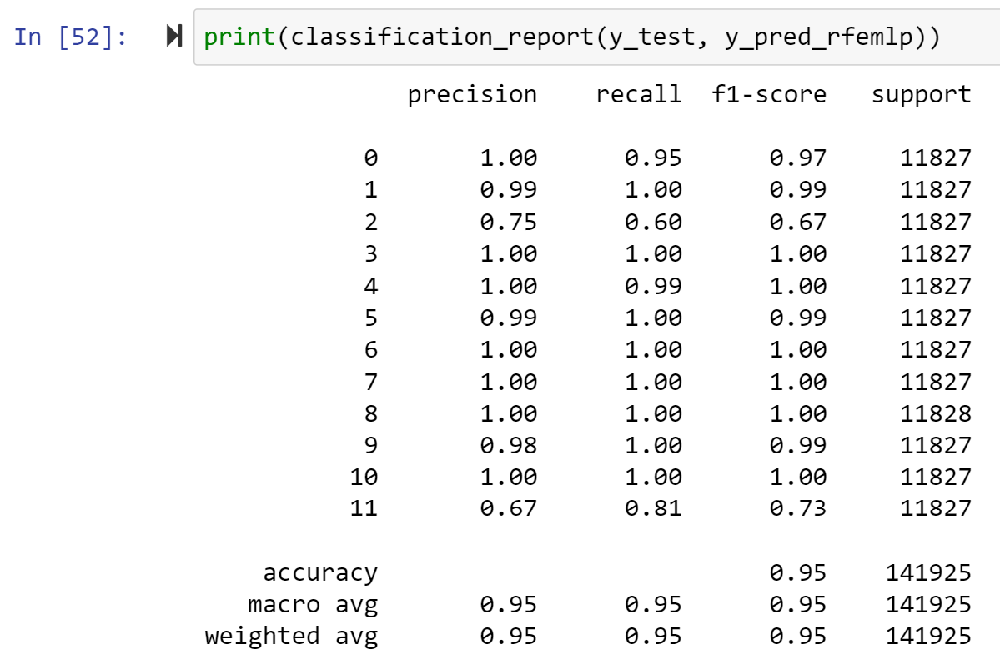 In [52]: print(classification_report(y_test, y_pred_rfemlp))
precision recall f1-score support
0 1.00 0.95 0.97 11827
1 0.99 1.00 0.99 11827
2 0.75 0.60 0.67 11827
3 1.00 1.00 1.00 11827
4 1.00 0.99 1.00 11827
5 0.99 1.00 0.99 11827
6 1.00 1.00 1.00 11827
7 1.00 1.00 1.00 11827
8 1.00 1.00 1.00 11828
9 0.98 1.00 0.99 11827
10 1.00 1.00 1.00 11827
11 0.67 0.81 0.73 11827
accuracy 0.95 141925
macro avg 0.95 0.95 0.95 141925
weighted avg 0.95 0.95 0.95 141925